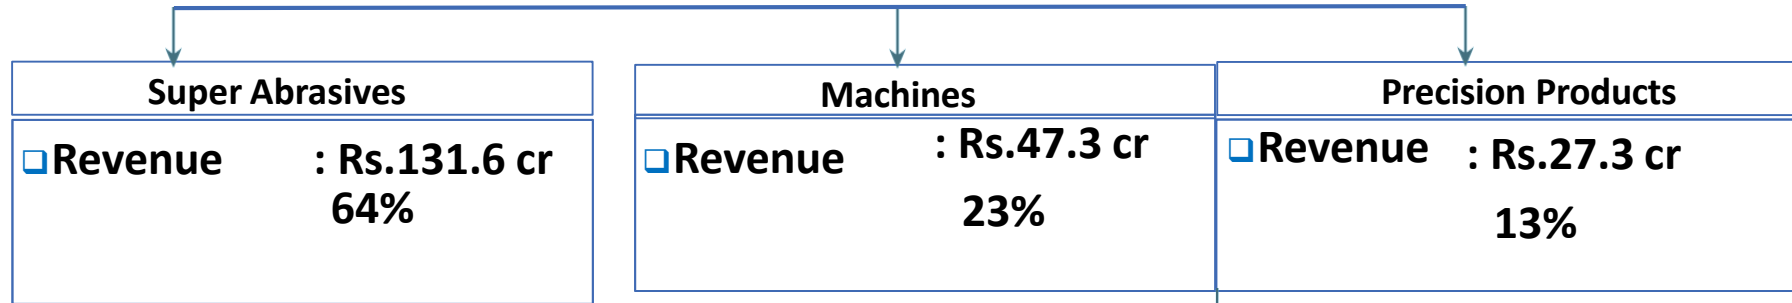 Super Abrasives
❑Revenue : Rs.131.6 cr
64%
Machines
❑Revenue : Rs.47.3 cr
23%
Precision Products
❑Revenue : Rs.27.3 cr
13%